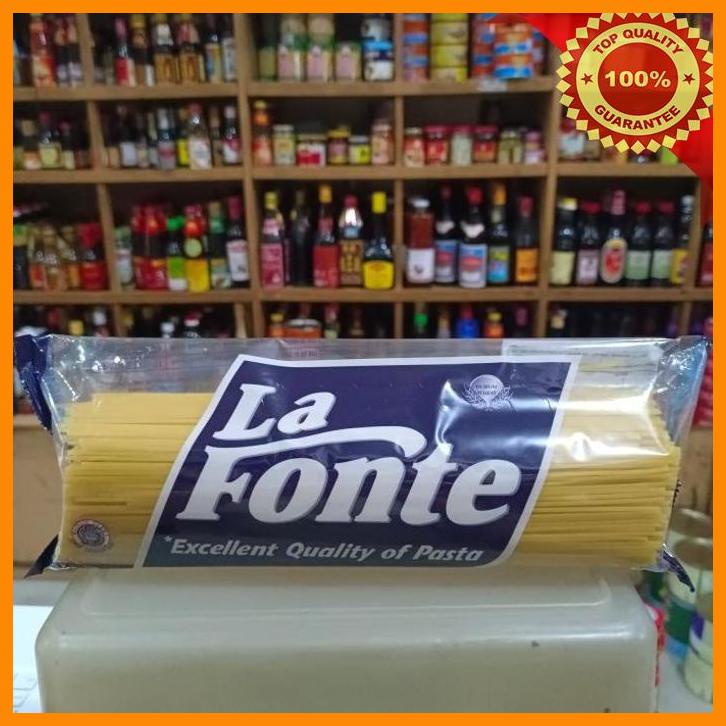 TOP QUALITY
100%
GUARANTEE
La
Fonte
*Excellent Quality of Pasta